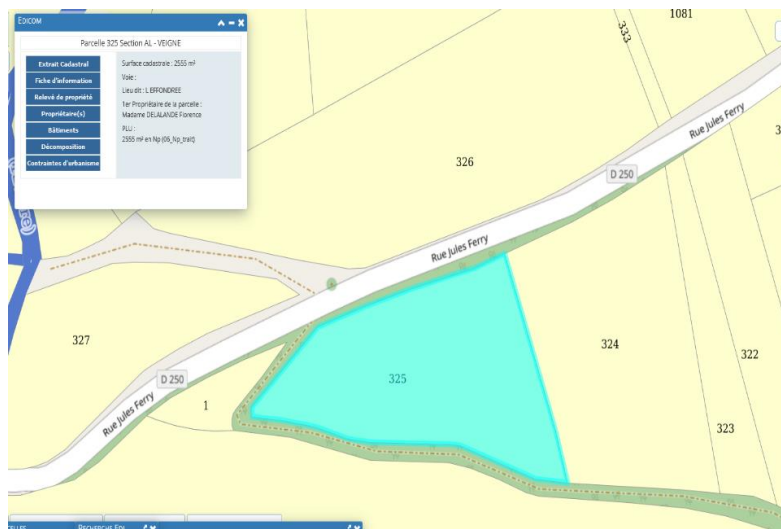 EDICOM
Parcelle 325 Section AL - VEIGNE
Extrait Cadastral
Fiche d'information
Relevé de propriété
Propriétaire(s)
Bâtiments
Décomposition
Contraintes d'urbanisme
Surface cadastrale : 2555 m²
Voie :
Lieu dit : L EFFONDREE
1er Propriétaire de la parcelle :
Madame DELALANDE Florence
PLU :
2555 m² en Np (06_Np_trait)
1081
333
Rue Jules Ferry
326
D 250
Rue Jules Ferry
327
324
322
325
D 250
1
Rue Jules Ferry
323
RECHERCHE EDI